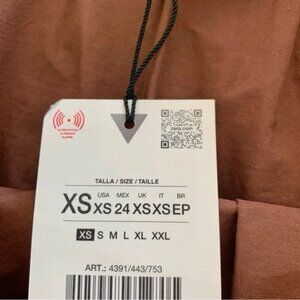 zara.com
TALLA / SIZE / TAILLE
USA MEX UK IT BR
XS XS 24 XS XS EP
XS S M L XL XXL
ART.: 4391/443/753